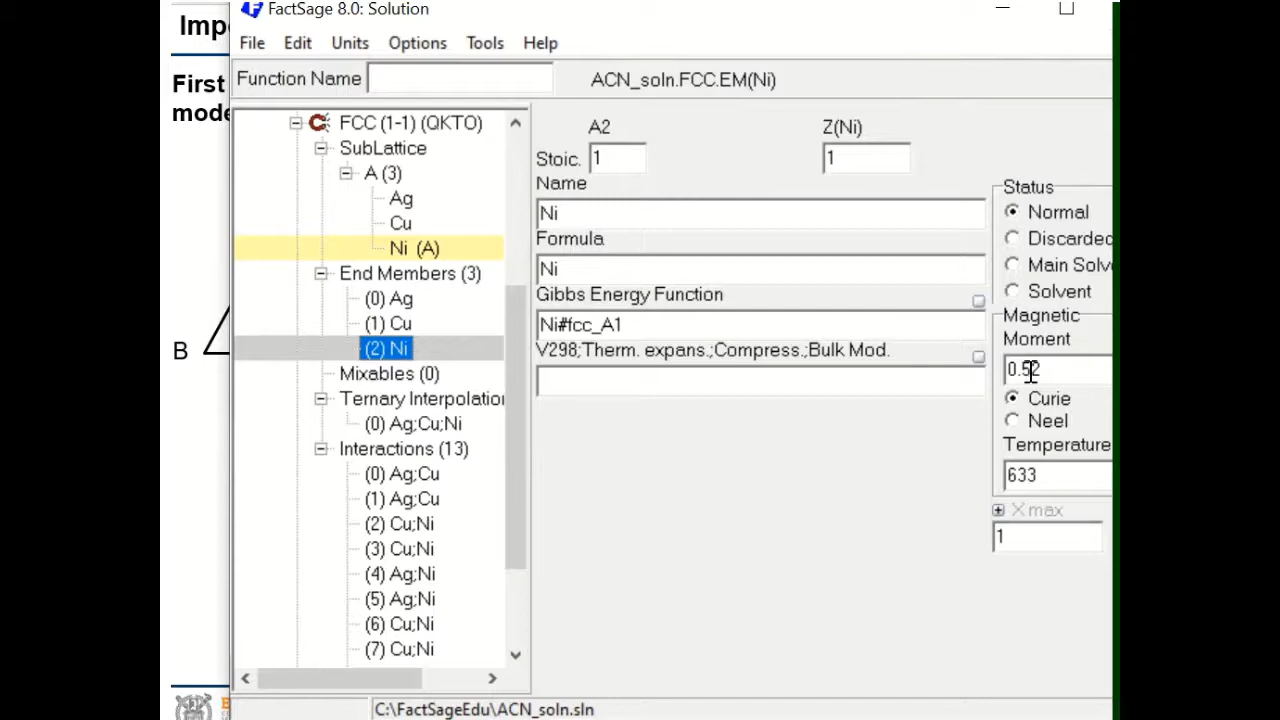 Impo
FactSage 8.0: Solution
File Edit Units Options Tools Help
First
mode
Function Name
ACN_soln.FCC.EM(Ni)
FCC (1-1) (QKTO)
SubLattice
A (3)
Ag
Cu
Ni (A)
End Members (3)
(0) Ag
(1) Cu
(2) Ni
Mixables (0)
Ternary Interpolation
(0) Ag;Cu;Ni
Interactions (13)
(0) Ag;Cu
(1) Ag;Cu
(2) Cu;Ni
(3) Cu;Ni
(4) Ag;Ni
(5) Ag;Ni
(6) Cu;Ni
(7) Cu;Ni
A2
Z(Ni)
Stoic. 1
1
Name
Ni
Formula
Ni
Gibbs Energy Function
Ni#fcc_A1
V298;Therm. expans.;Compress.;Bulk Mod.
Status
Normal
Discarded
Main Solv
Solvent
Magnetic
Moment
0.52
Curie
Neel
Temperature
633
X max
1
B
C:\FactSageEdu\ACN_soln.sln